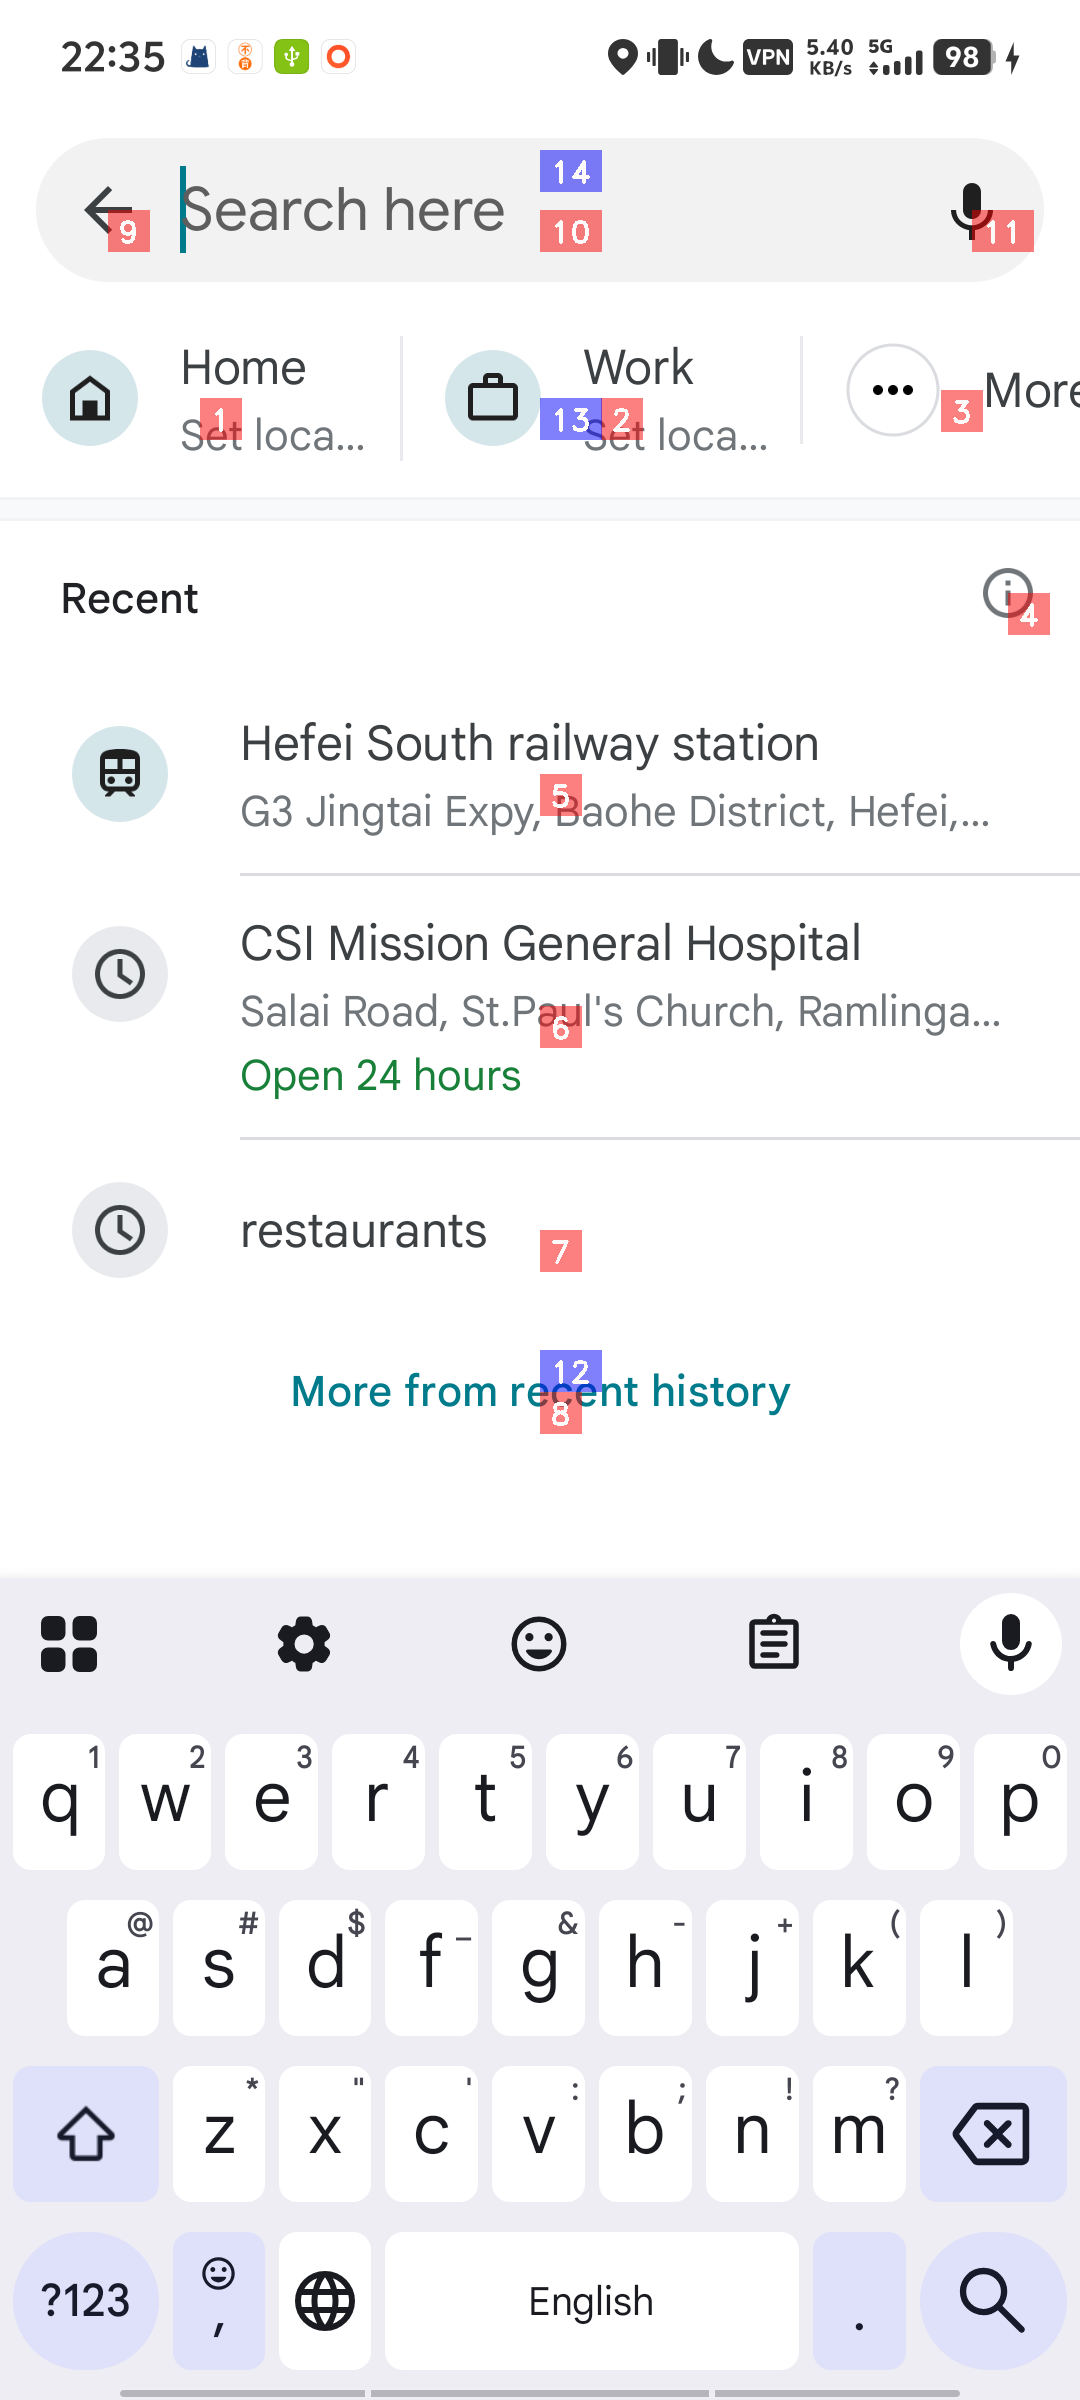 22:35
VPN 5.40 KB/s 5G 98
Search here
14
9
10
11
Home
Set loca...
1
Work
Set loca...
13
2
More
3
Recent
4
Hefei South railway station
G3 Jingtai Expy, Baohe District, Hefei,...
5
CSI Mission General Hospital
Salai Road, St.Paul's Church, Ramlinga...
6
Open 24 hours
restaurants
7
12
More from recent history
8
1 2 3 4 5 6 7 8 9 0
q w e r t y u i o p
@ # $ _ & - + ( )
a s d f g h j k l
* " ' : ; ! ?
z x c v b n m
?123 , English .